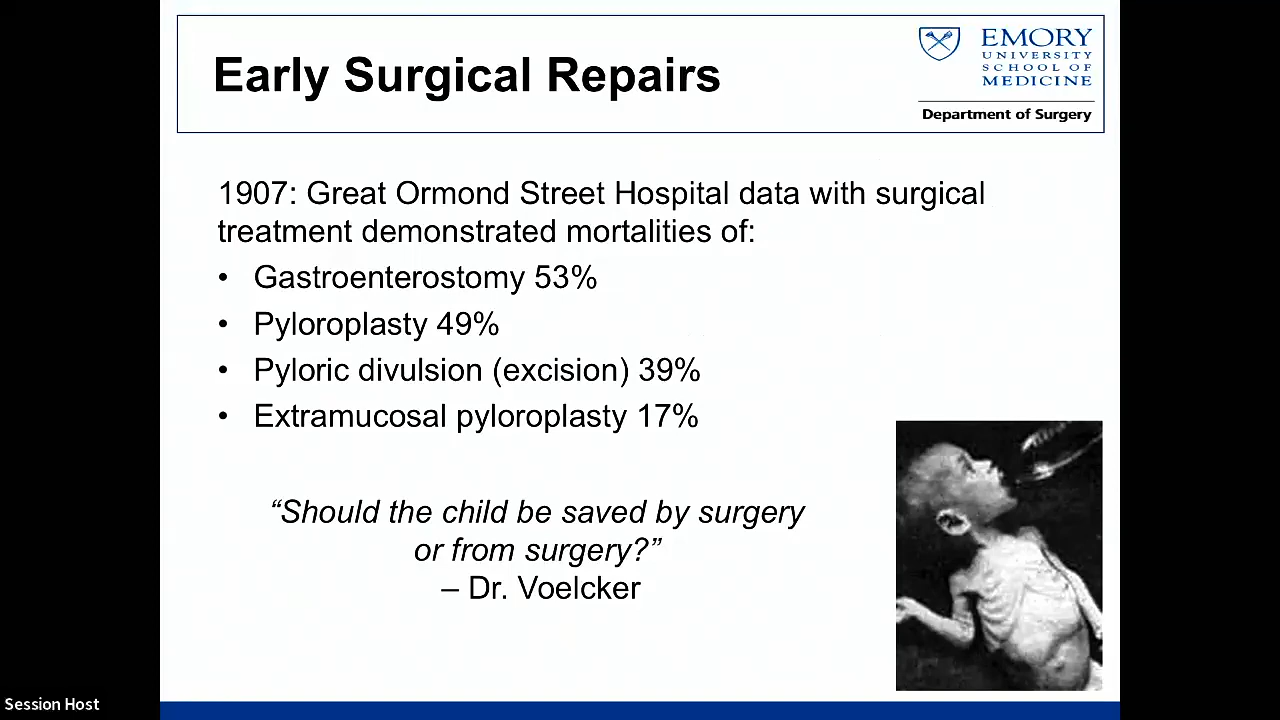 Early Surgical Repairs
EMORY
UNIVERSITY
SCHOOL OF
MEDICINE
Department of Surgery
1907: Great Ormond Street Hospital data with surgical
treatment demonstrated mortalities of:
• Gastroenterostomy 53%
• Pyloroplasty 49%
• Pyloric divulsion (excision) 39%
• Extramucosal pyloroplasty 17%
“Should the child be saved by surgery
or from surgery?”
– Dr. Voelcker
Session Host